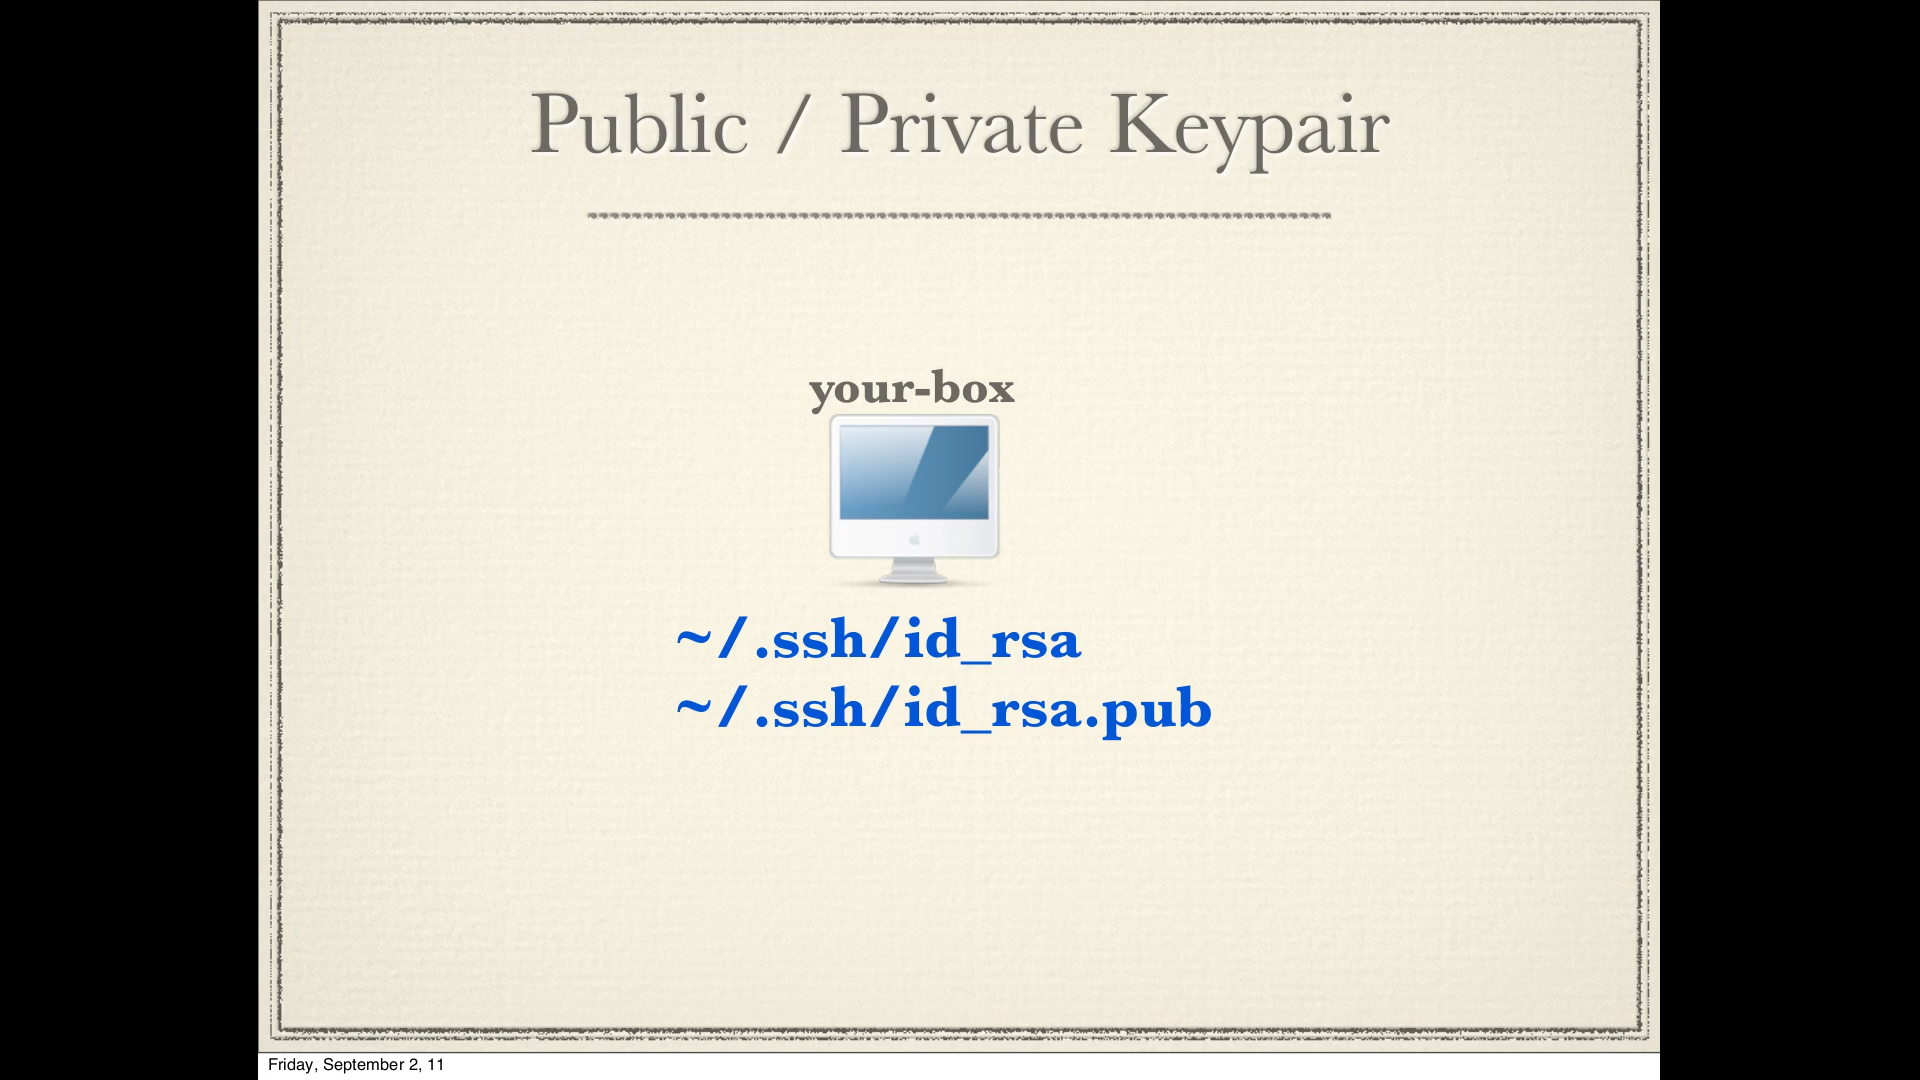 Public / Private Keypair
your-box
~/.ssh/id_rsa
~/.ssh/id_rsa.pub
Friday, September 2, 11